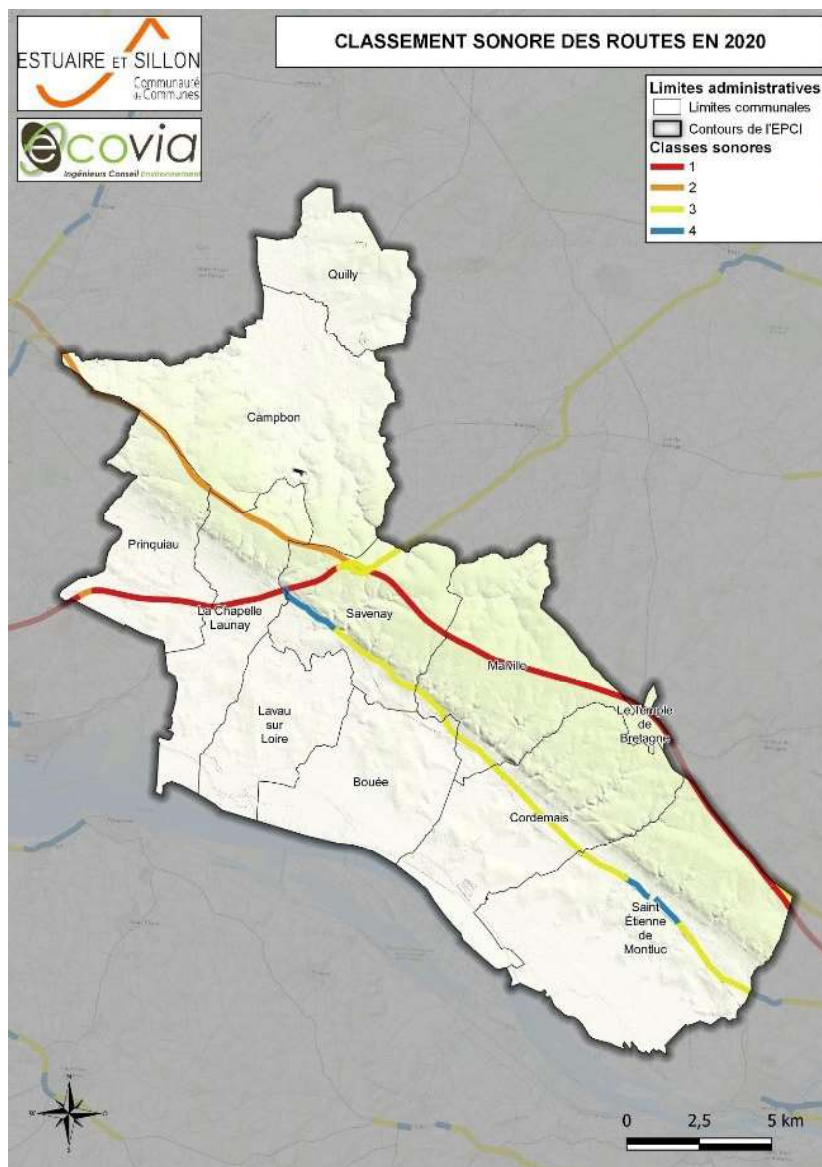 ESTUAIRE ET SILLON
Communauté
de Communes
écovia
Ingénieurs Conseil Environnement
CLASSEMENT SONORE DES ROUTES EN 2020
Limites administratives
Limites communales
Contours de l'EPCI
Classes sonores
1
2
3
4
Quilly
Campbon
Prinquiau
La Chapelle
Launay
Savenay
Malville
Lavau
sur
Loire
Le Temple
de
Bretagne
Bouée
Cordemais
Saint
Étienne
de
Montluc
N
W
S
0 2,5 5 km